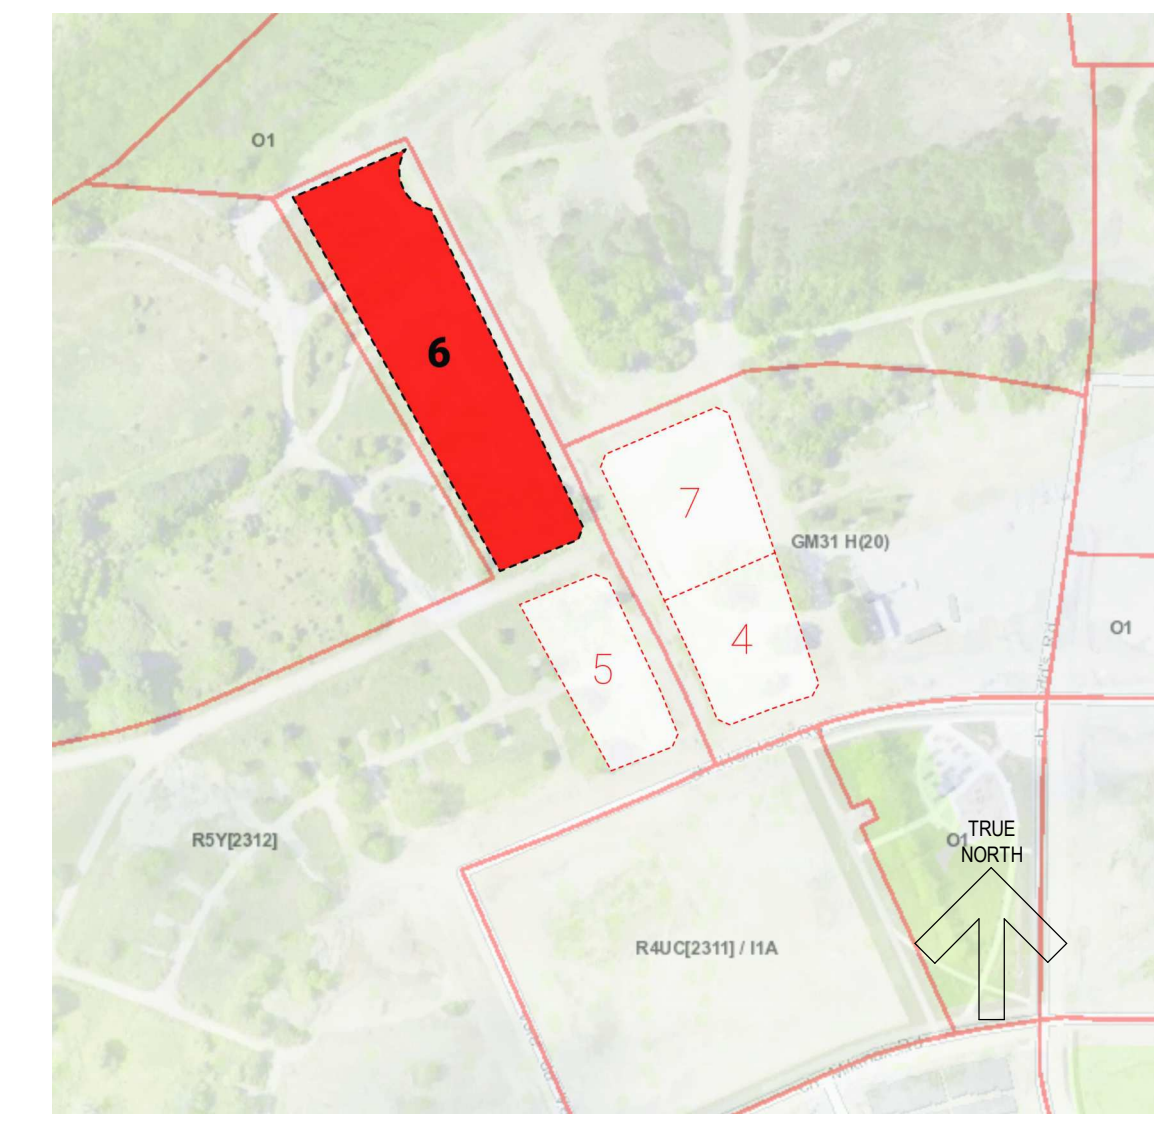 O1
6
7
GM31 H(20)
4
O1
5
R5Y[2312]
O1
TRUE
NORTH
R4UC[2311] / I1A